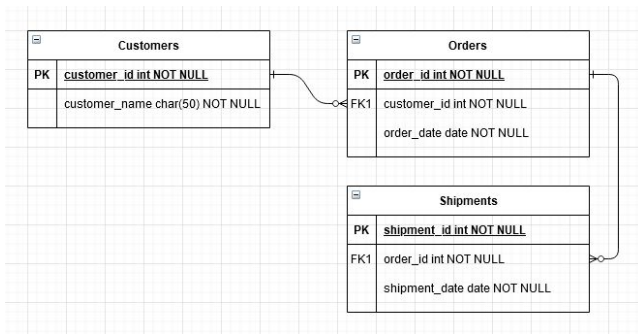 Customers
PK customer_id int NOT NULL
customer_name char(50) NOT NULL
Orders
PK order_id int NOT NULL
FK1 customer_id int NOT NULL
order_date date NOT NULL
Shipments
PK shipment_id int NOT NULL
FK1 order_id int NOT NULL
shipment_date date NOT NULL